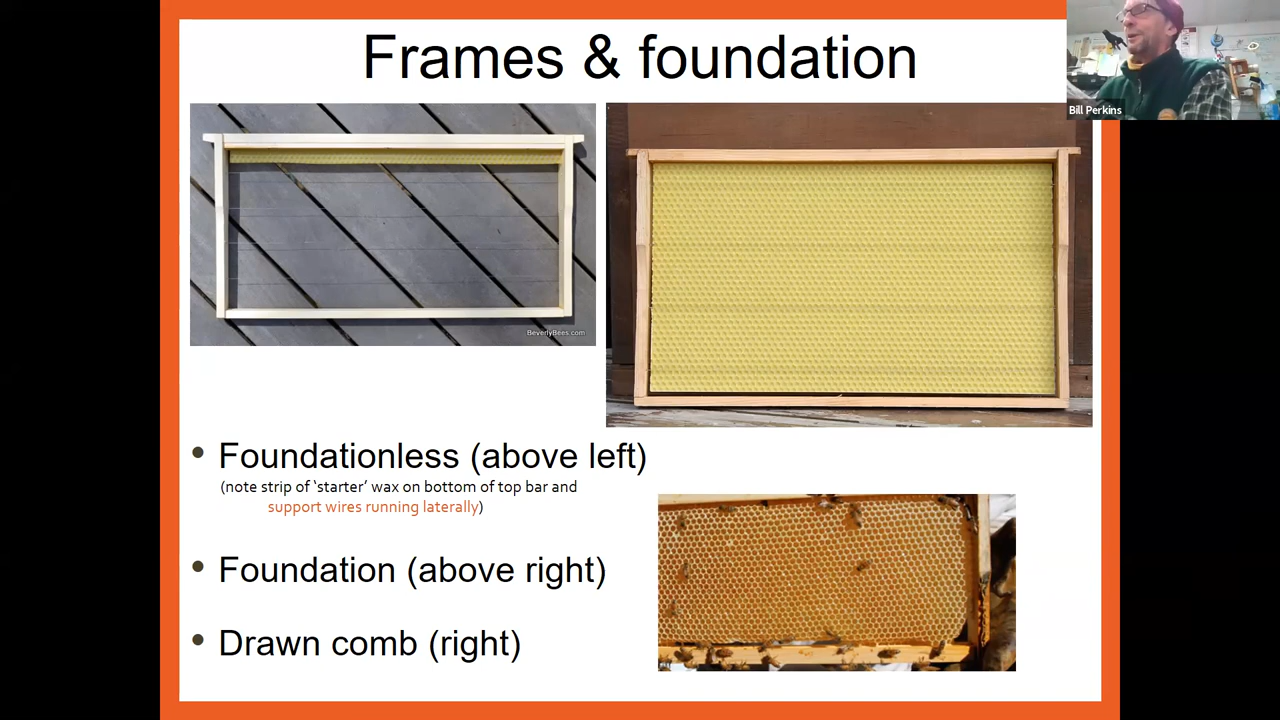 Frames & foundation
Bill Perkins
BeverlyBees.com
• Foundationless (above left)
(note strip of ‘starter’ wax on bottom of top bar and
support wires running laterally)
• Foundation (above right)
• Drawn comb (right)